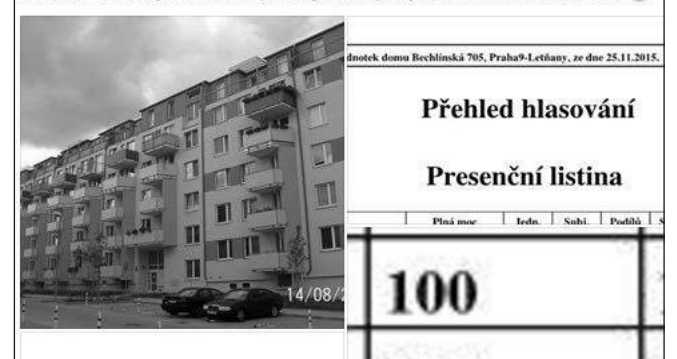 14/08/2
dnotek domu Bechlínská 705, Praha9-Letňany, ze dne 25.11.2015.
Přehled hlasování
Presenční listina
Plná moc Jedn. Subj. Podílů S
100